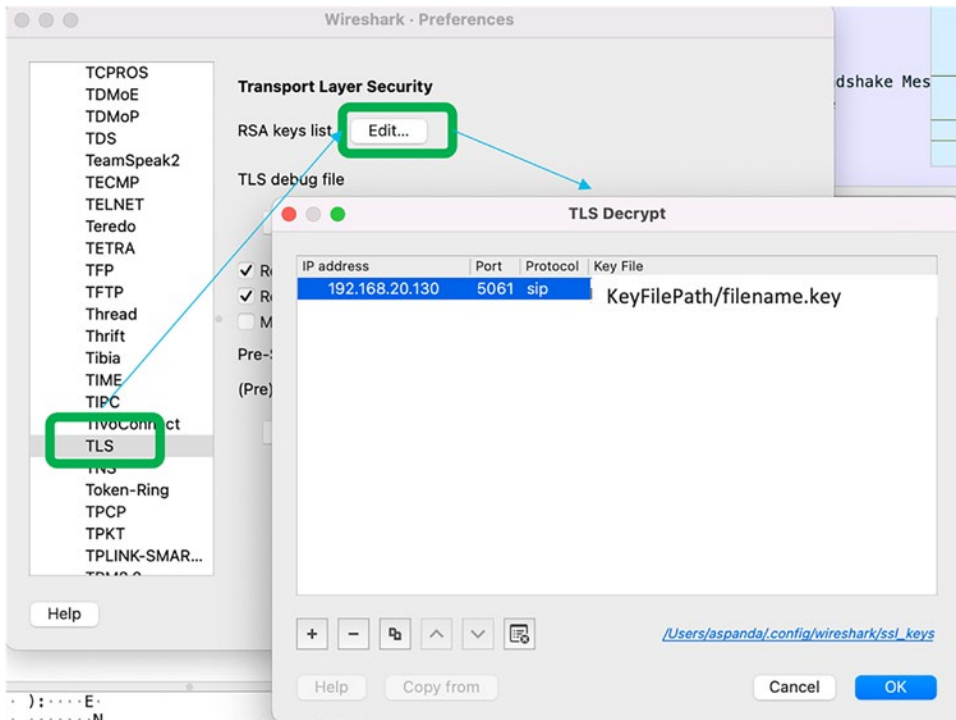 Wireshark · Preferences
TCPROS
TDMoE
TDMoP
TDS
TeamSpeak2
TECMP
TELNET
Teredo
TETRA
TFP
TFTP
Thread
Thrift
Tibia
TIME
TIPC
TivoConnect
TLS
TNS
Token-Ring
TPCP
TPKT
TPLINK-SMAR...
Help
Transport Layer Security
RSA keys list
Edit...
TLS debug file
Pre-
(Pre)
dshake Mes
TLS Decrypt
IP address Port Protocol Key File
192.168.20.130 5061 sip KeyFilePath/filename.key
+ −
/Users/aspanda/.config/wireshark/ssl_keys
Help Copy from Cancel OK
· ):····E·
·······N